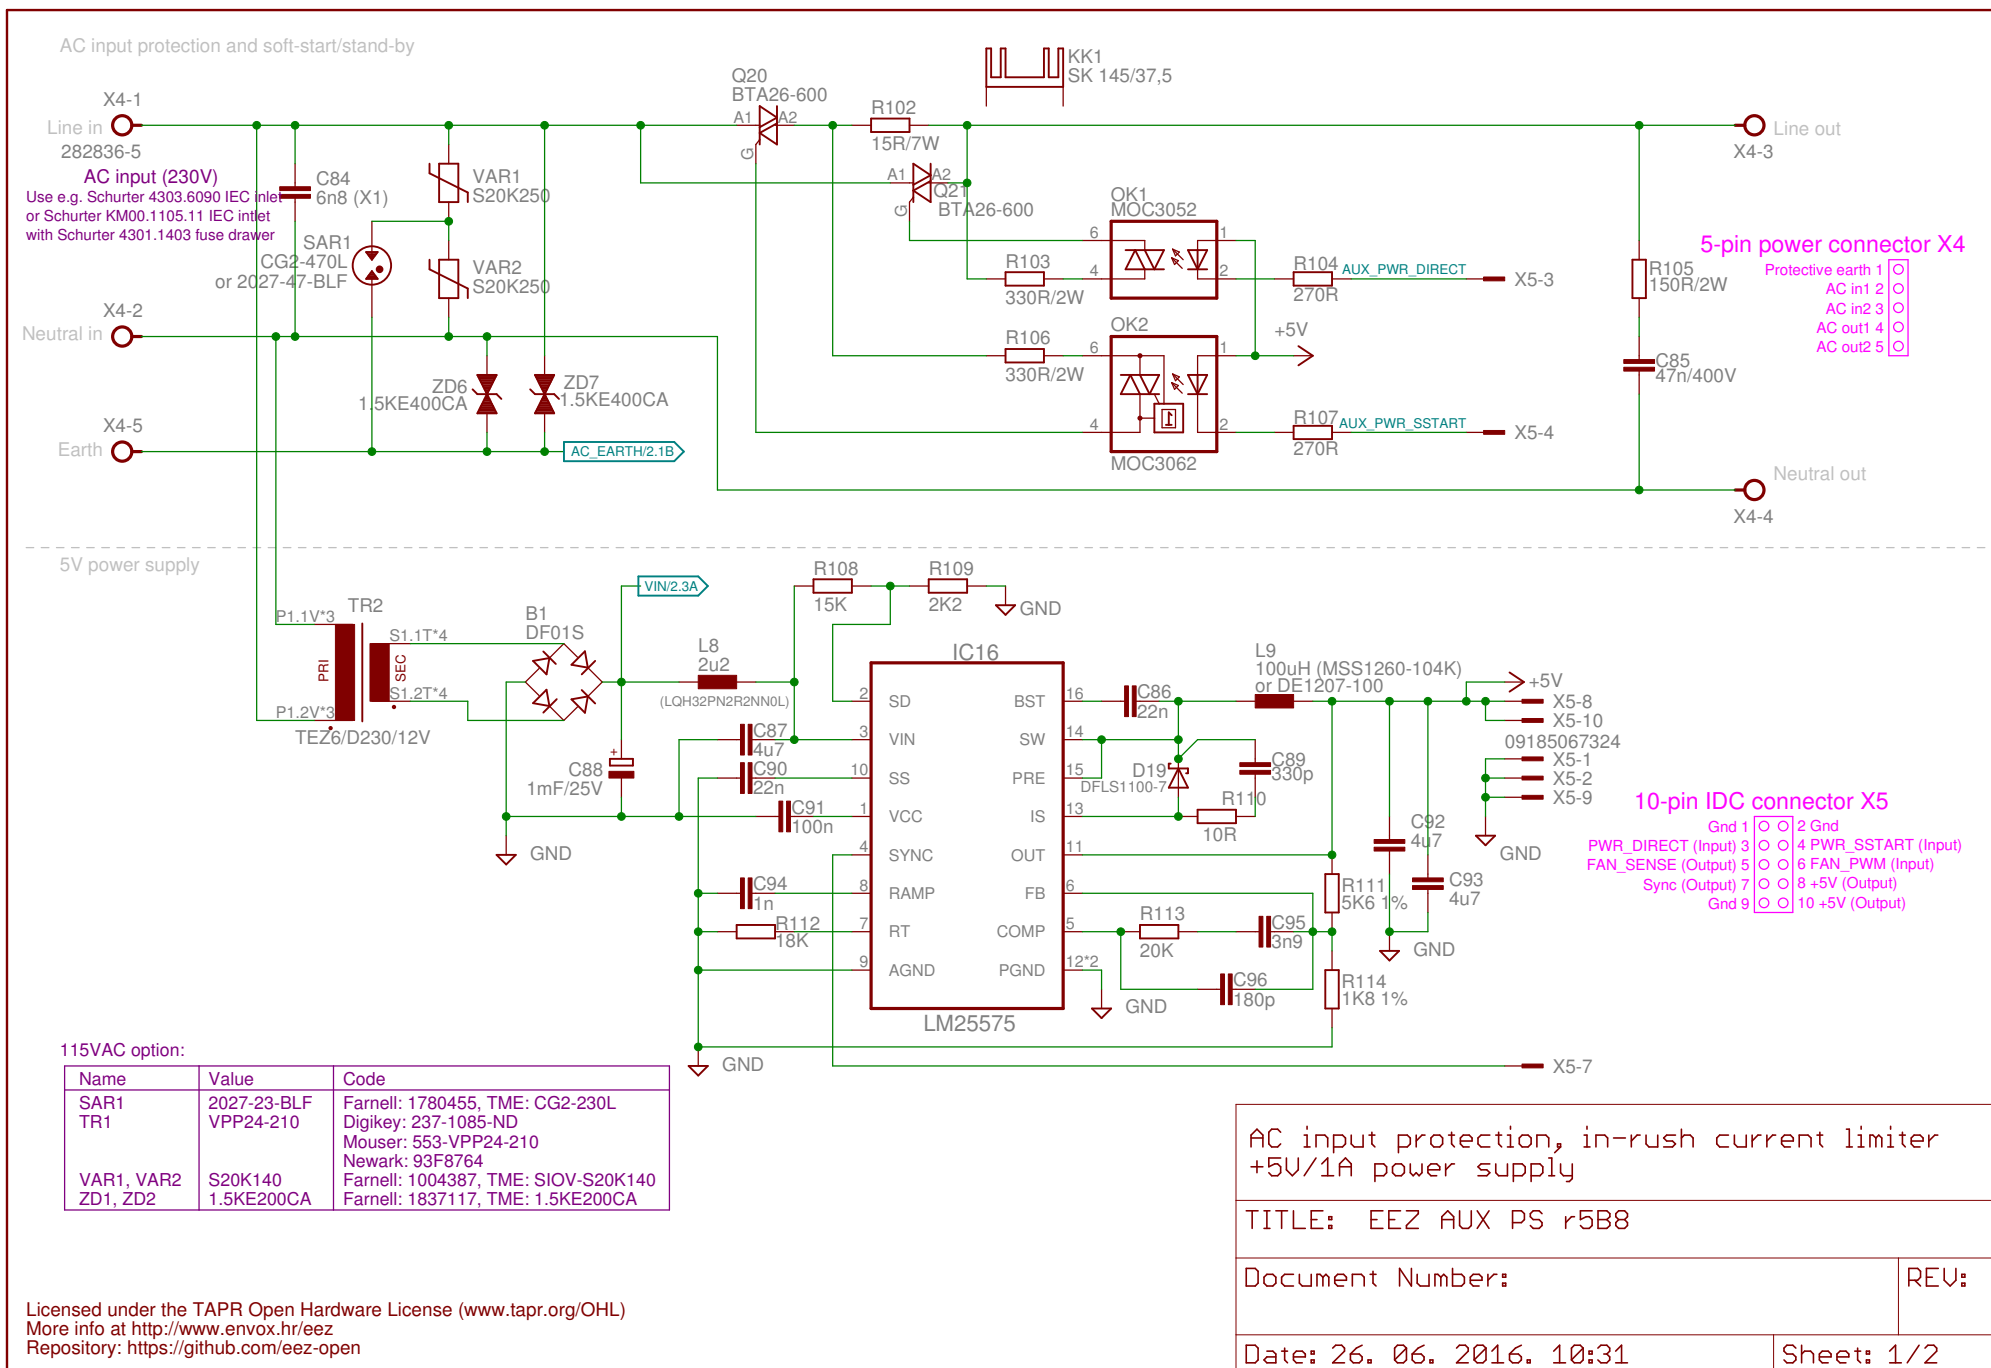 AC input protection and soft-start/stand-by
X4-1
Line in
282836-5
AC input (230V)
Use e.g. Schurter 4303.6090 IEC inlet
or Schurter KM00.1105.11 IEC intlet
with Schurter 4301.1403 fuse drawer
C84
6n8 (X1)
VAR1
S20K250
SAR1
CG2-470L
or 2027-47-BLF
VAR2
S20K250
X4-2
Neutral in
ZD6
1.5KE400CA
ZD7
1.5KE400CA
X4-5
Earth
AC_EARTH/2.1B
Q20
BTA26-600
A1
A2
G
R102
15R/7W
KK1
SK 145/37,5
A1
A2
G
Q21
BTA26-600
OK1
MOC3052
6
4
1
2
R103
330R/2W
R104
270R
AUX_PWR_DIRECT
X5-3
+5V
OK2
MOC3062
6
4
1
2
1
R106
330R/2W
R107
270R
AUX_PWR_SSTART
X5-4
Line out
X4-3
R105
150R/2W
C85
47n/400V
Neutral out
X4-4
5-pin power connector X4
Protective earth 1
AC in1 2
AC in2 3
AC out1 4
AC out2 5
5V power supply
TR2
P1.1V*3
P1.2V*3
PRI
SEC
S1.1T*4
S1.2T*4
TEZ6/D230/12V
B1
DF01S
VIN/2.3A
L8
2u2
(LQH32PN2R2NN0L)
R108
15K
R109
2K2
GND
C88
1mF/25V
+
C87
4u7
C90
22n
C91
100n
GND
C94
1n
R112
18K
GND
IC16
LM25575
2 SD
3 VIN
10 SS
1 VCC
4 SYNC
8 RAMP
7 RT
9 AGND
BST 16
SW 14
PRE 15
IS 13
OUT 11
FB 6
COMP 5
PGND 12*2
C86
22n
L9
100uH (MSS1260-104K)
or DE1207-100
D19
DFLS1100-7
C89
330p
R110
10R
R113
20K
C95
3n9
C96
180p
GND
R111
5K6 1%
R114
1K8 1%
C92
4u7
C93
4u7
GND
+5V
X5-8
X5-10
09185067324
X5-1
X5-2
X5-9
GND
X5-7
10-pin IDC connector X5
Gnd 1 2 Gnd
PWR_DIRECT (Input) 3 4 PWR_SSTART (Input)
FAN_SENSE (Output) 5 6 FAN_PWM (Input)
Sync (Output) 7 8 +5V (Output)
Gnd 9 10 +5V (Output)
115VAC option:
Name Value Code
SAR1 2027-23-BLF Farnell: 1780455, TME: CG2-230L
TR1 VPP24-210 Digikey: 237-1085-ND
Mouser: 553-VPP24-210
Newark: 93F8764
VAR1, VAR2 S20K140 Farnell: 1004387, TME: SIOV-S20K140
ZD1, ZD2 1.5KE200CA Farnell: 1837117, TME: 1.5KE200CA
Licensed under the TAPR Open Hardware License (www.tapr.org/OHL)
More info at http://www.envox.hr/eez
Repository: https://github.com/eez-open
AC input protection, in-rush current limiter
+5V/1A power supply
TITLE: EEZ AUX PS r5B8
Document Number:
REV:
Date: 26. 06. 2016. 10:31
Sheet: 1/2